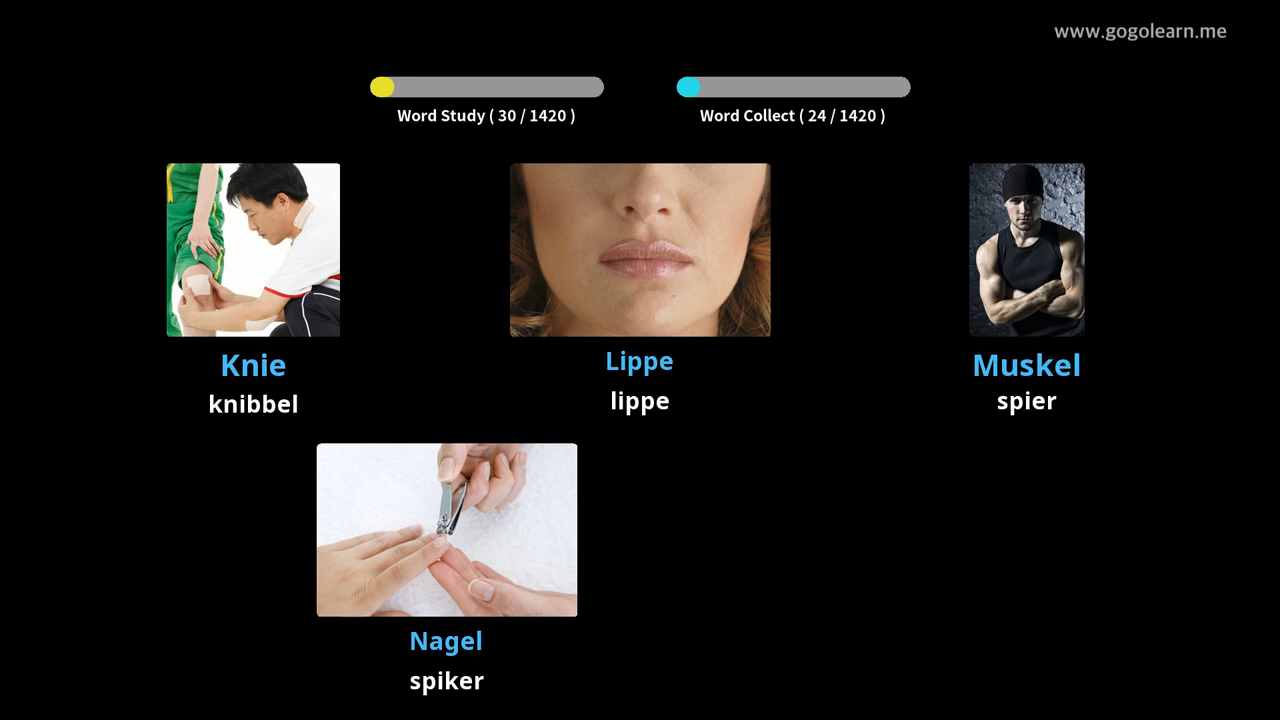 www.gogolearn.me
Word Study ( 30 / 1420 )
Word Collect ( 24 / 1420 )
Knie
knibbel
Lippe
lippe
Muskel
spier
Nagel
spiker